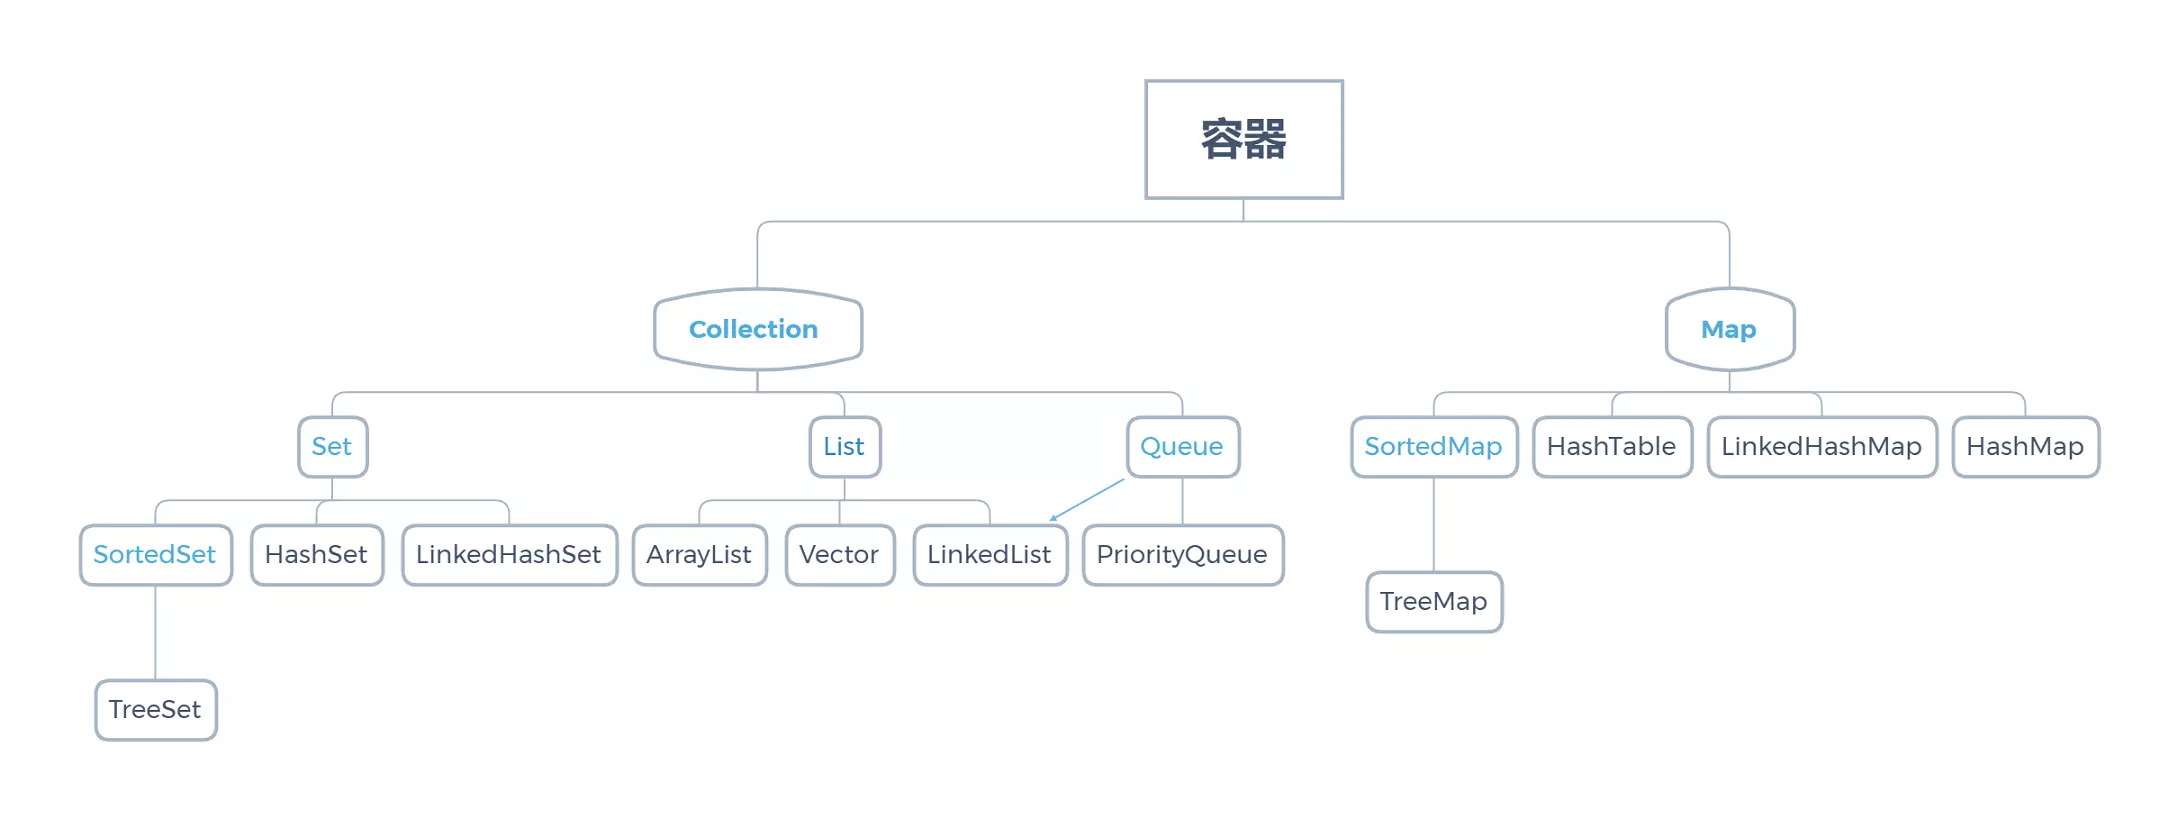 容器
Collection
Map
Set
List
Queue
SortedMap
HashTable
LinkedHashMap
HashMap
SortedSet
HashSet
LinkedHashSet
ArrayList
Vector
LinkedList
PriorityQueue
TreeMap
TreeSet